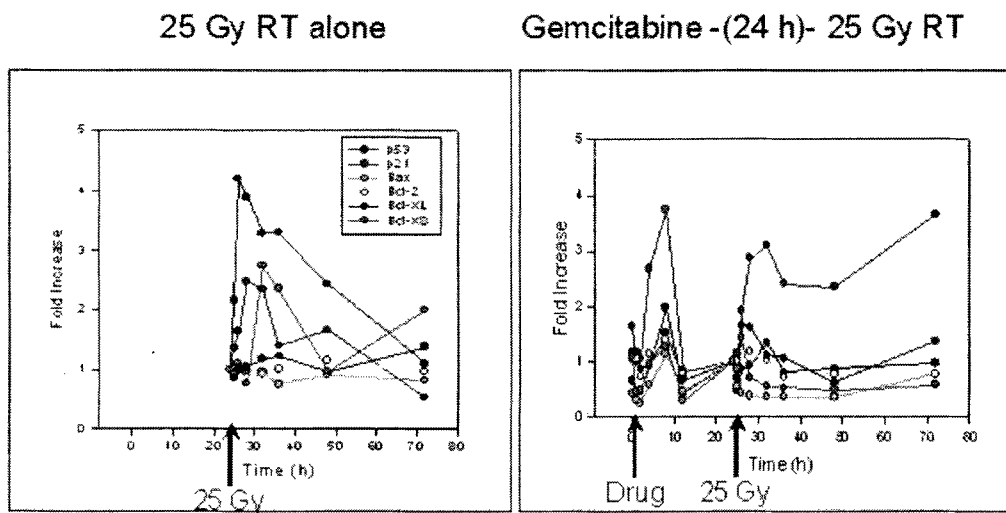 25 Gy RT alone
Gemcitabine -(24 h)- 25 Gy RT
Fold Increase
5
4
3
2
1
0
p53
p21
Bax
Bcl-2
Bcl-XL
0 10 20 30 40 50 60 70 80
Time (h)
25 Gy
Fold Increase
5
4
3
2
1
0
0 10 20 30 40 50 60 70 80
Time (h)
Drug
25 Gy